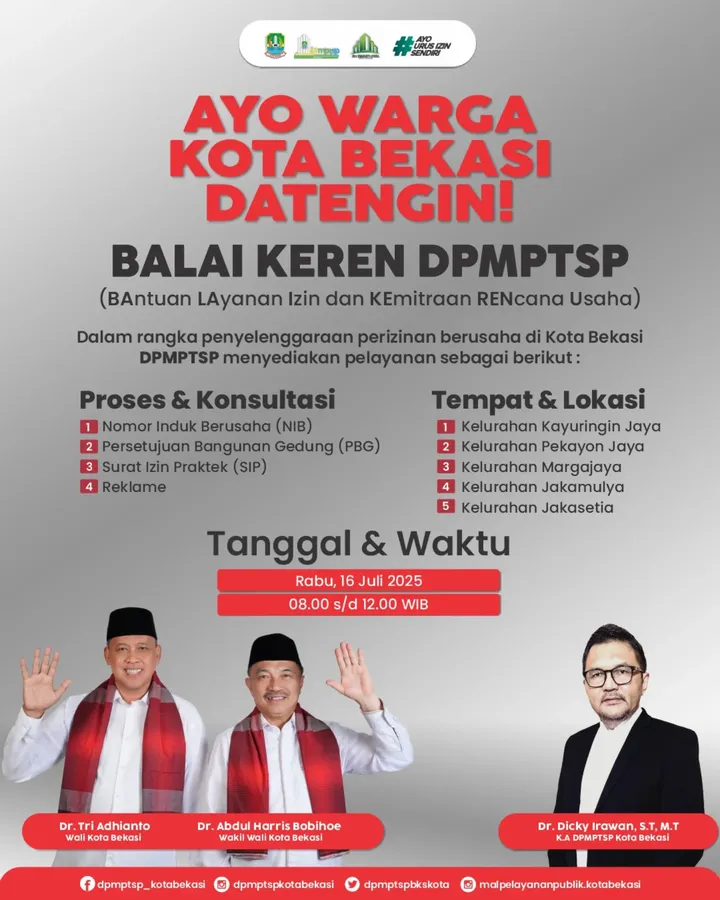 #AYO
URUS IZIN
SENDIRI
AYO WARGA
KOTA BEKASI
DATENGIN!
BALAI KEREN DPMPTSP
(BAntuan LAyanan Izin dan KEmitraan RENcana Usaha)
Dalam rangka penyelenggaraan perizinan berusaha di Kota Bekasi
DPMPTSP menyediakan pelayanan sebagai berikut :
Proses & Konsultasi
1 Nomor Induk Berusaha (NIB)
2 Persetujuan Bangunan Gedung (PBG)
3 Surat Izin Praktek (SIP)
4 Reklame
Tempat & Lokasi
1 Kelurahan Kayuringin Jaya
2 Kelurahan Pekayon Jaya
3 Kelurahan Margajaya
4 Kelurahan Jakamulya
5 Kelurahan Jakasetia
Tanggal & Waktu
Rabu, 16 Juli 2025
08.00 s/d 12.00 WIB
Dr. Tri Adhianto
Wali Kota Bekasi
Dr. Abdul Harris Bobihoe
Wakil Wali Kota Bekasi
Dr. Dicky Irawan, S.T, M.T
K.A DPMPTSP Kota Bekasi
dpmptsp_kotabekasi dpmptspkotabekasi dpmptspbkskota malpelayananpublik.kotabekasi